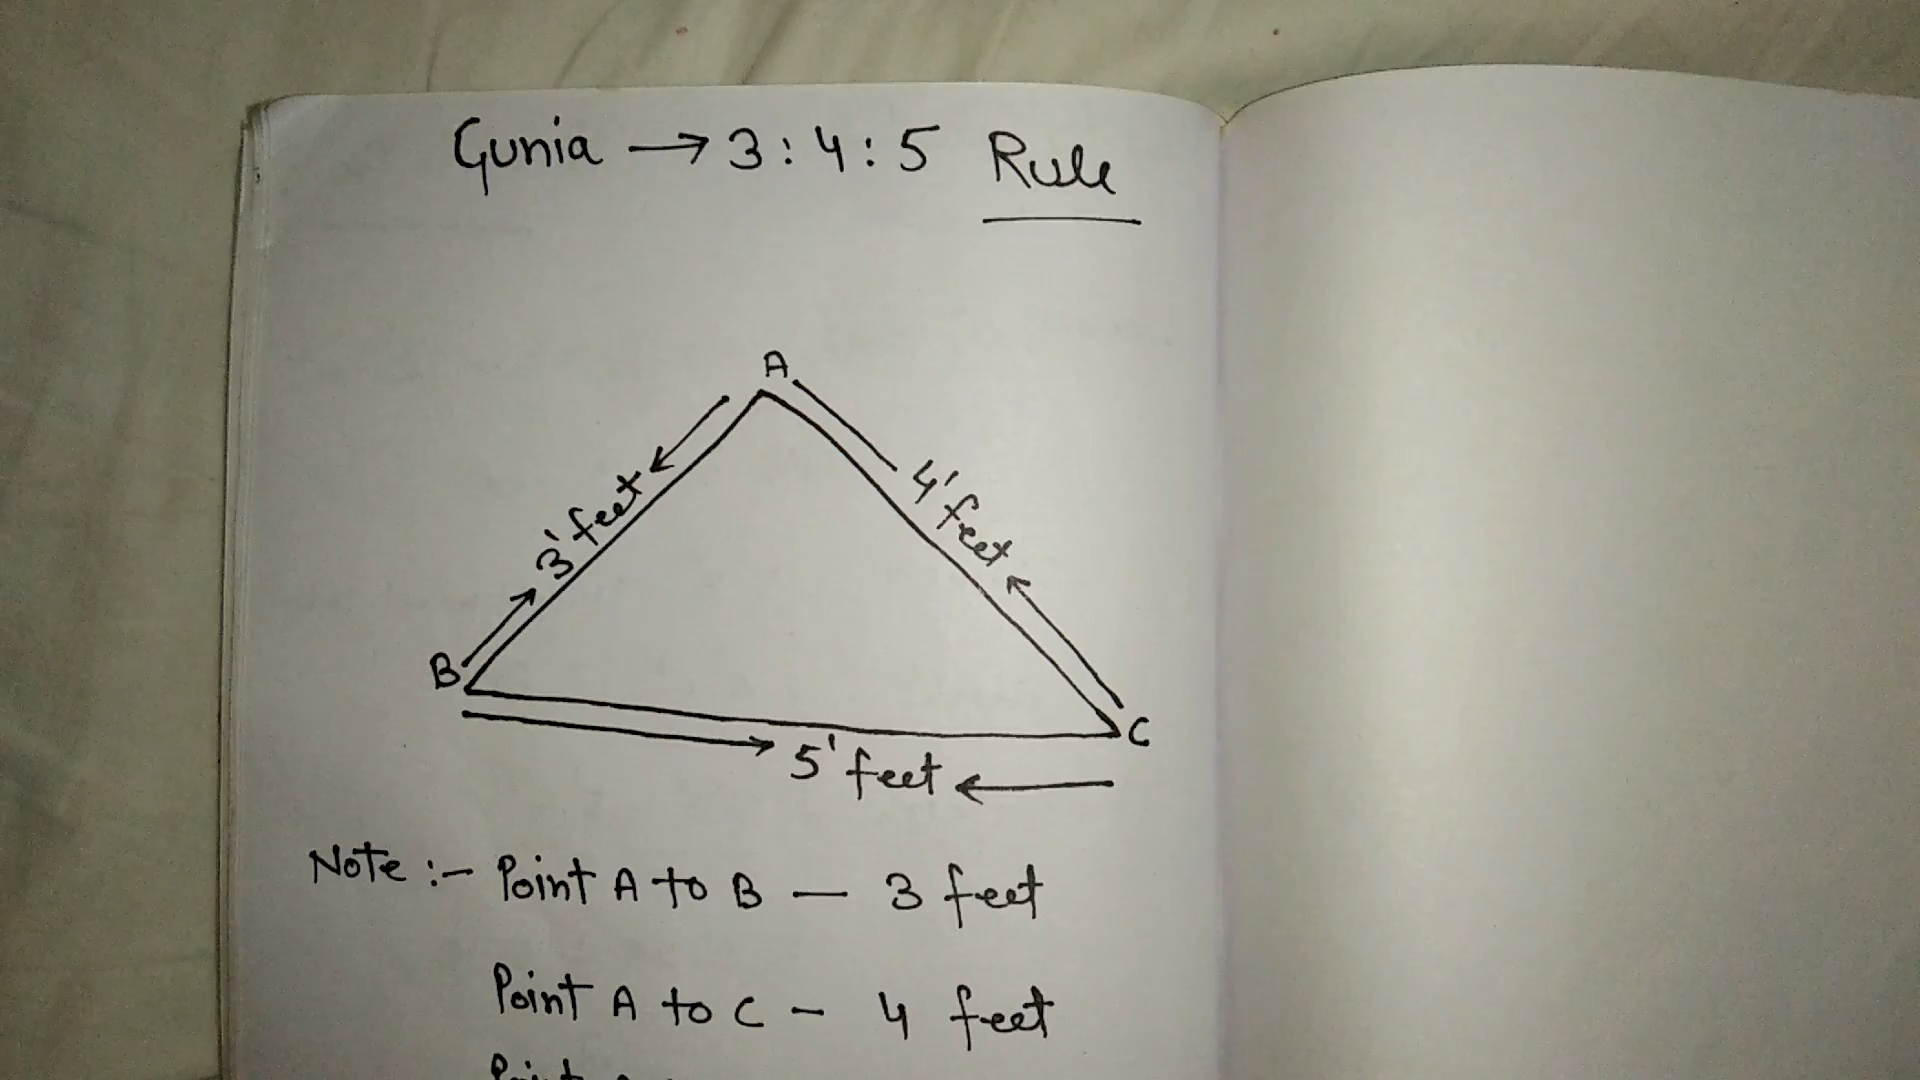 Gunia → 3 : 4 : 5 Rule
A
3' feet
4' feet
B
C
5' feet
Note :- Point A to B — 3 feet
Point A to C - 4 feet
Point